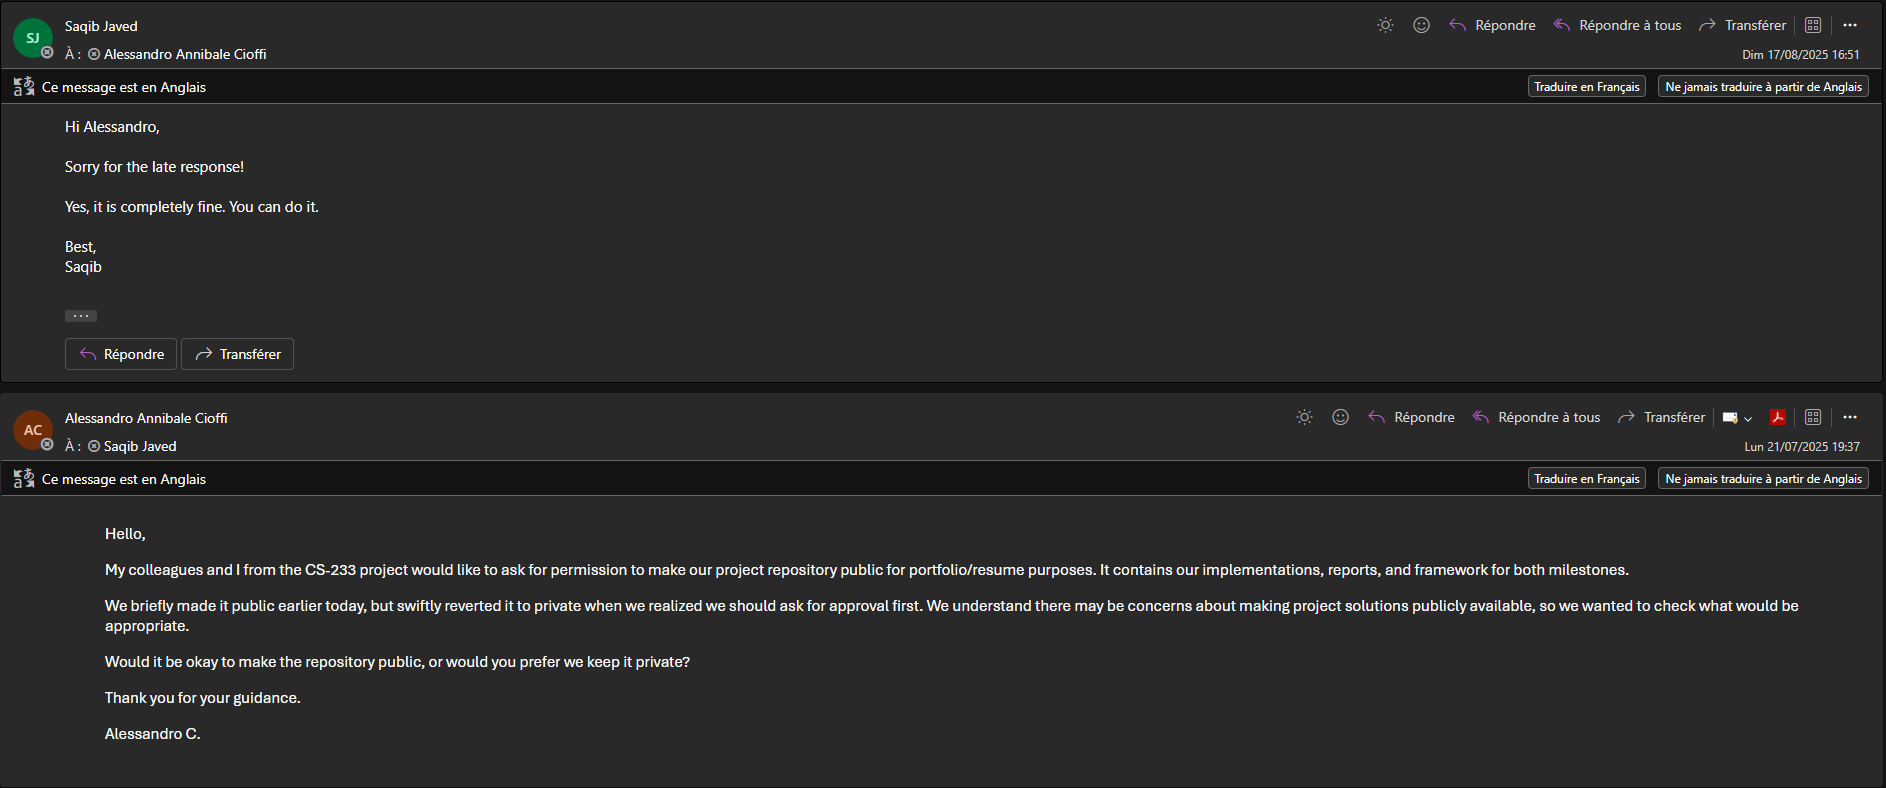 SJ
Saqib Javed
À : Alessandro Annibale Cioffi
Répondre
Répondre à tous
Transférer
Dim 17/08/2025 16:51
Ce message est en Anglais
Traduire en Français
Ne jamais traduire à partir de Anglais
Hi Alessandro,
Sorry for the late response!
Yes, it is completely fine. You can do it.
Best,
Saqib
...
Répondre
Transférer
AC
Alessandro Annibale Cioffi
À : Saqib Javed
Répondre
Répondre à tous
Transférer
Lun 21/07/2025 19:37
Ce message est en Anglais
Traduire en Français
Ne jamais traduire à partir de Anglais
Hello,
My colleagues and I from the CS-233 project would like to ask for permission to make our project repository public for portfolio/resume purposes. It contains our implementations, reports, and framework for both milestones.
We briefly made it public earlier today, but swiftly reverted it to private when we realized we should ask for approval first. We understand there may be concerns about making project solutions publicly available, so we wanted to check what would be
appropriate.
Would it be okay to make the repository public, or would you prefer we keep it private?
Thank you for your guidance.
Alessandro C.